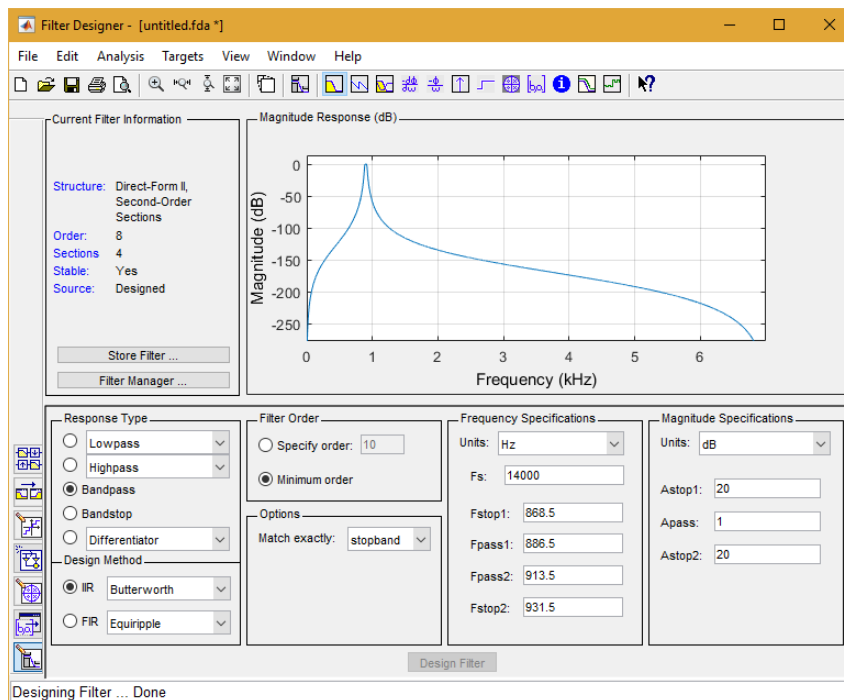 Filter Designer - [untitled.fda *]
File Edit Analysis Targets View Window Help
Current Filter Information
Structure: Direct-Form II,
Second-Order
Sections
Order: 8
Sections 4
Stable: Yes
Source: Designed
Store Filter ...
Filter Manager ...
Magnitude Response (dB)
Magnitude (dB)
0
-50
-100
-150
-200
-250
0 1 2 3 4 5 6
Frequency (kHz)
Response Type
Lowpass
Highpass
Bandpass
Bandstop
Differentiator
Design Method
IIR Butterworth
FIR Equiripple
Filter Order
Specify order: 10
Minimum order
Options
Match exactly: stopband
Frequency Specifications
Units: Hz
Fs: 14000
Fstop1: 868.5
Fpass1: 886.5
Fpass2: 913.5
Fstop2: 931.5
Magnitude Specifications
Units: dB
Astop1: 20
Apass: 1
Astop2: 20
Design Filter
Designing Filter ... Done